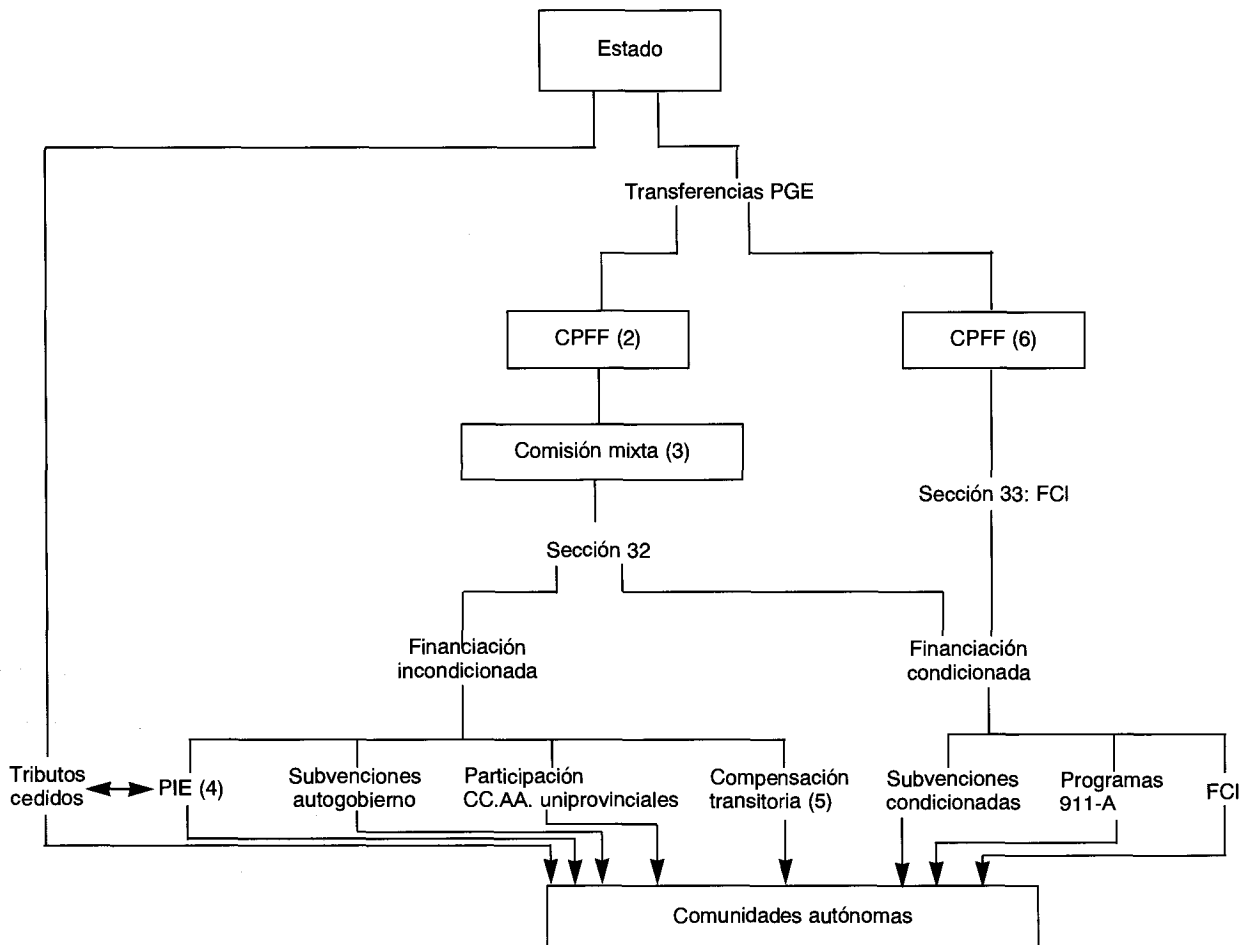 Estado
Transferencias PGE
CPFF (2)
CPFF (6)
Comisión mixta (3)
Sección 33: FCI
Sección 32
Financiación
incondicionada
Financiación
condicionada
Tributos
cedidos
PIE (4)
Subvenciones
autogobierno
Participación
CC.AA. uniprovinciales
Compensación
transitoria (5)
Subvenciones
condicionadas
Programas
911-A
FCI
Comunidades autónomas